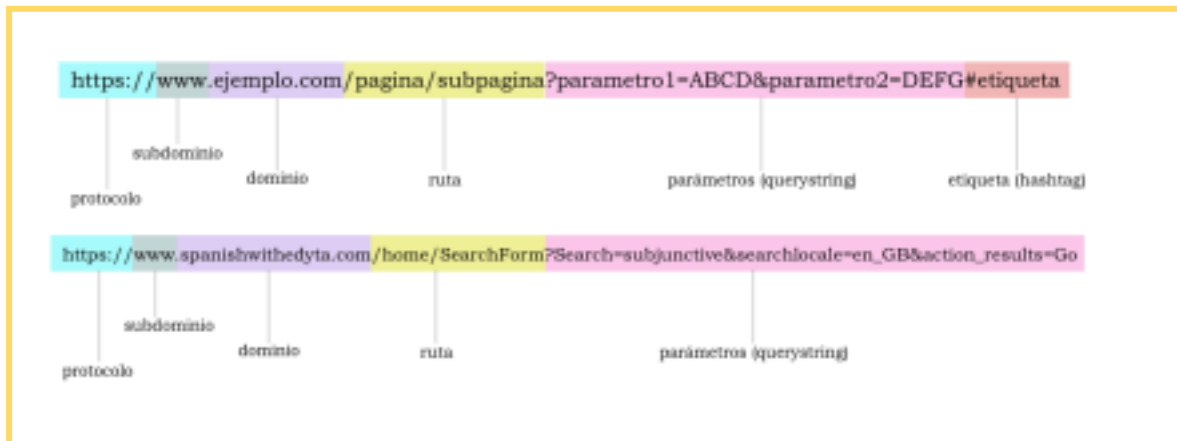 https://www.ejemplo.com/pagina/subpagina?parametro1=ABCD&parametro2=DEFG#etiqueta
subdominio
protocolo
dominio
ruta
parámetros (querystring)
etiqueta (hashtag)
https://www.spanishwithedyta.com/home/SearchForm?Search=subjunctive&searchlocale=en_GB&action_results=Go
subdominio
protocolo
dominio
ruta
parámetros (querystring)